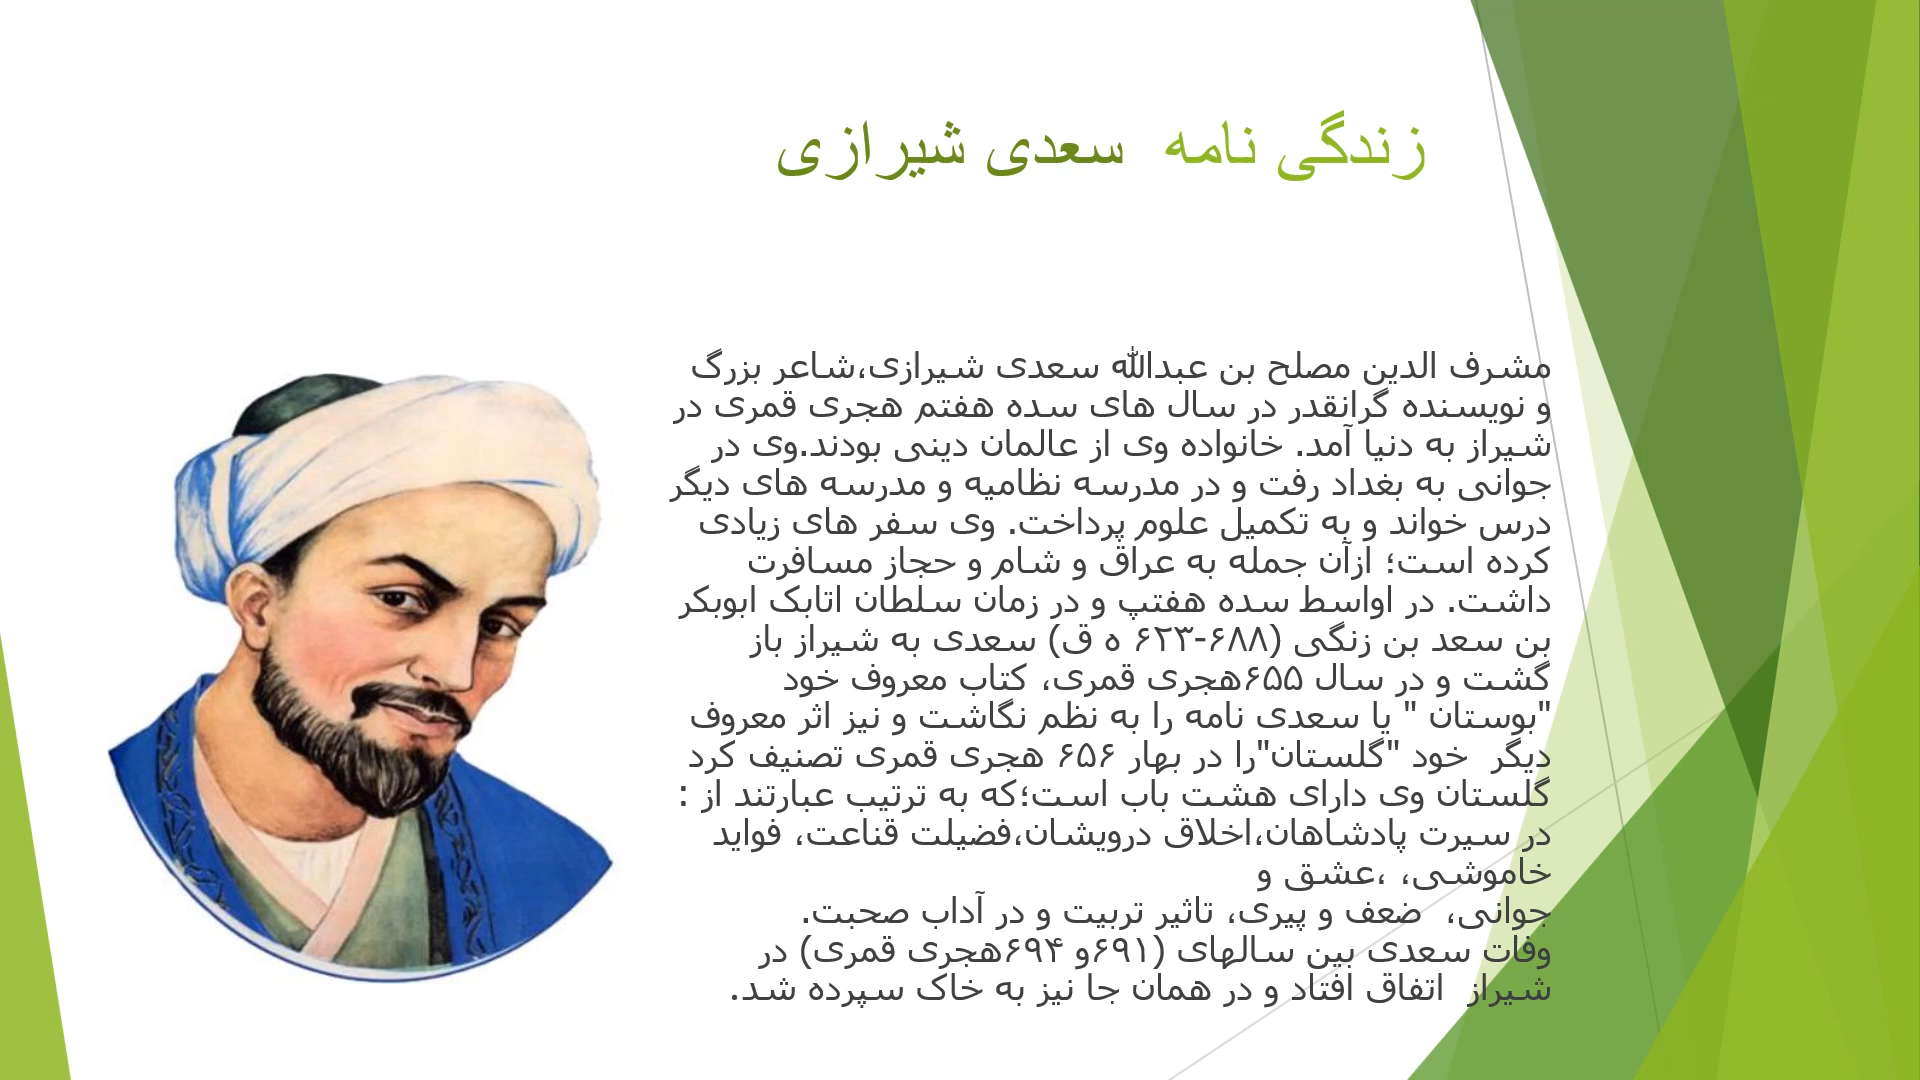 زندگی نامه  سعدی شیرازی
مشرف الدین مصلح بن عبدالله سعدی شیرازی،شاعر بزرگ
و نویسنده گرانقدر در سال های سده هفتم هجری قمری در
شیراز به دنیا آمد. خانواده وی از عالمان دینی بودند.وی در
جوانی به بغداد رفت و در مدرسه نظامیه و مدرسه های دیگر
درس خواند و به تکمیل علوم پرداخت. وی سفر های زیادی
کرده است؛ ازآن جمله به عراق و شام و حجاز مسافرت
داشت. در اواسط سده هفتپ و در زمان سلطان اتابک ابوبکر
بن سعد بن زنگی (۶۸۸-۶۲۳ ه ق) سعدی به شیراز باز
گشت و در سال ۶۵۵هجری قمری، کتاب معروف خود
"بوستان " یا سعدی نامه را به نظم نگاشت و نیز اثر معروف
دیگر  خود "گلستان"را در بهار ۶۵۶ هجری قمری تصنیف کرد
گلستان وی دارای هشت باب است؛که به ترتیب عبارتند از :
در سیرت پادشاهان،اخلاق درویشان،فضیلت قناعت، فواید
خاموشی، ،عشق و
جوانی،  ضعف و پیری، تاثیر تربیت و در آداب صحبت.
وفات سعدی بین سالهای (۶۹۱و ۶۹۴هجری قمری) در
شیراز  اتفاق افتاد و در همان جا نیز به خاک سپرده شد.